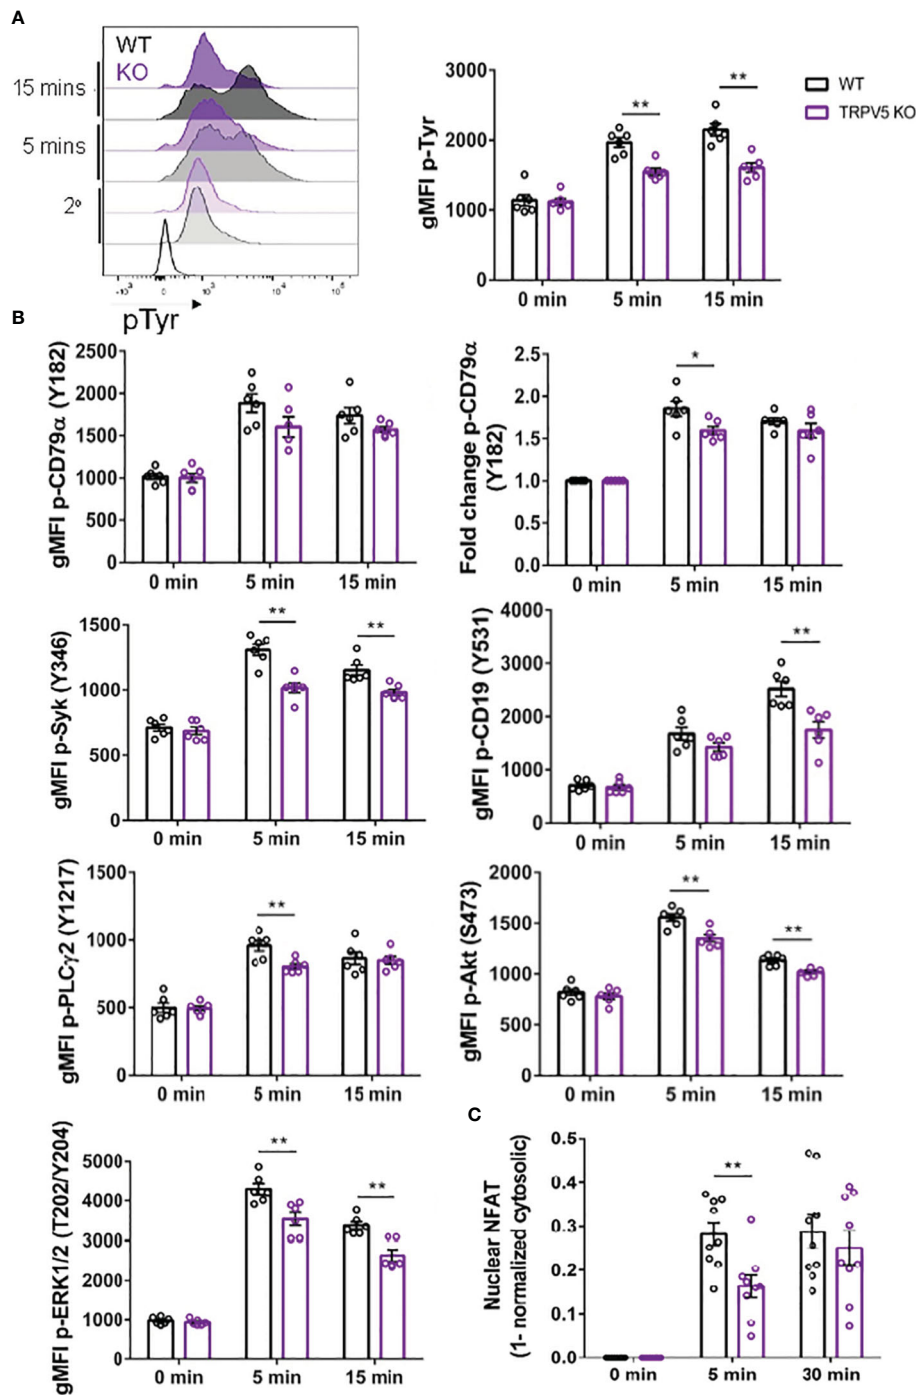 A
WT
KO
15 mins
5 mins
2º
-10³ 0 10³ 10⁴ 10⁵
pTyr
gMFI p-Tyr
3000
2000
1000
0
0 min 5 min 15 min
** **
WT
TRPV5 KO
B
gMFI p-CD79α (Y182)
2500
2000
1500
1000
500
0
0 min 5 min 15 min
Fold change p-CD79α
(Y182)
2.5
2.0
1.5
1.0
0.5
0.0
*
0 min 5 min 15 min
gMFI p-Syk (Y346)
1500
1000
500
0
** **
0 min 5 min 15 min
gMFI p-CD19 (Y531)
4000
3000
2000
1000
0
**
0 min 5 min 15 min
gMFI p-PLCγ2 (Y1217)
1500
1000
500
0
**
0 min 5 min 15 min
gMFI p-Akt (S473)
2000
1500
1000
500
0
** **
0 min 5 min 15 min
gMFI p-ERK1/2 (T202/Y204)
5000
4000
3000
2000
1000
0
** **
0 min 5 min 15 min
C
Nuclear NFAT
(1- normalized cytosolic)
0.5
0.4
0.3
0.2
0.1
0.0
**
0 min 5 min 30 min